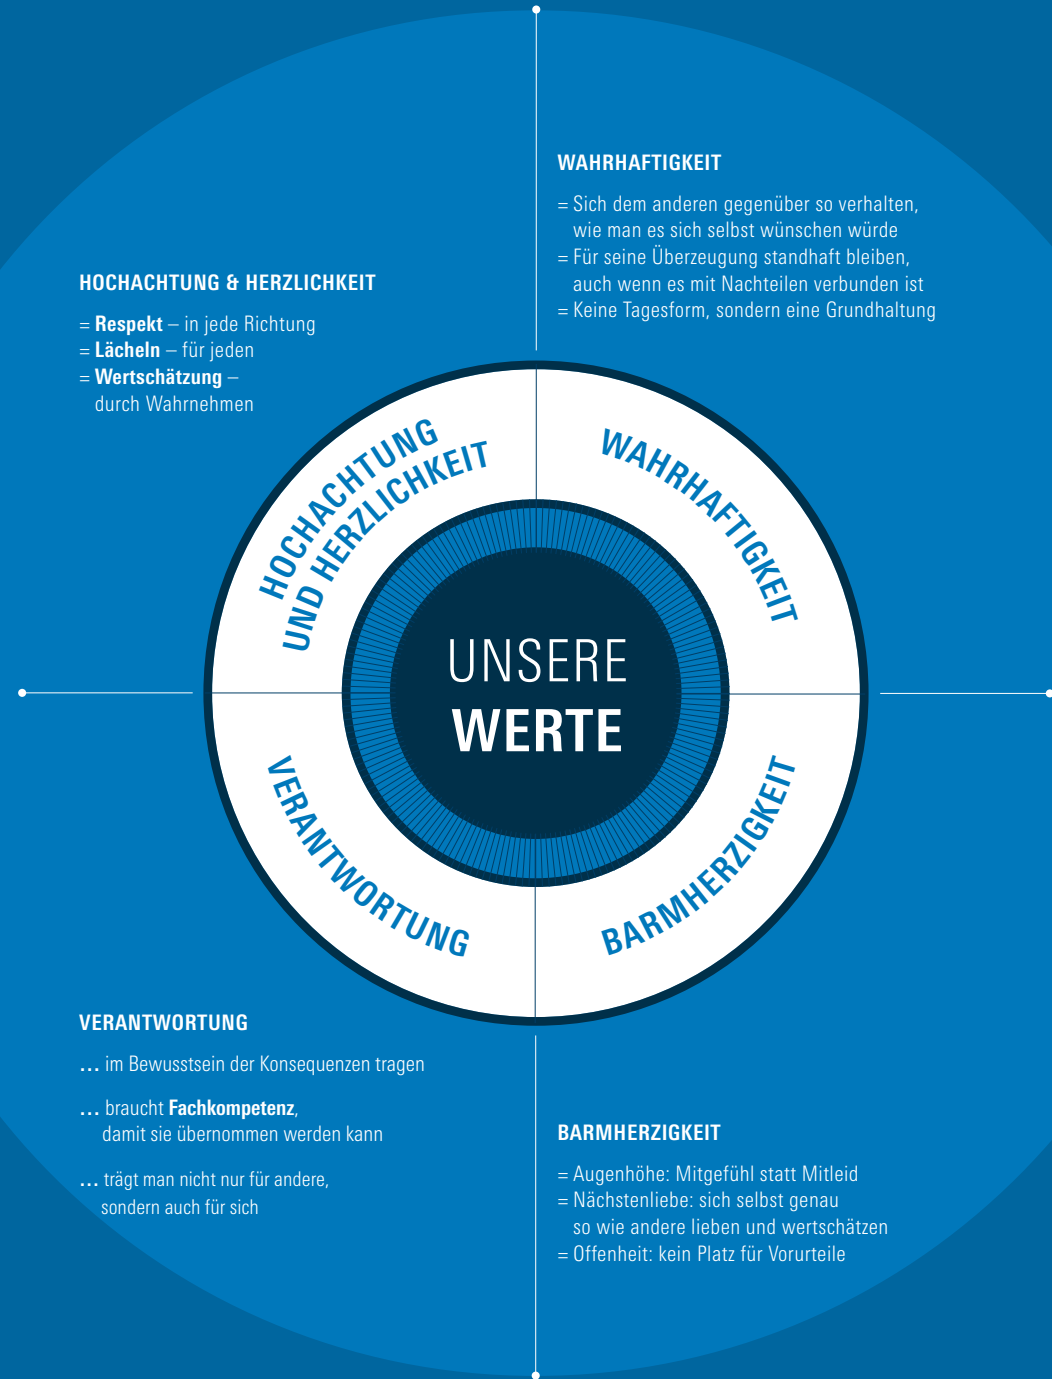 WAHRHAFTIGKEIT
= Sich dem anderen gegenüber so verhalten,
wie man es sich selbst wünschen würde
= Für seine Überzeugung standhaft bleiben,
auch wenn es mit Nachteilen verbunden ist
= Keine Tagesform, sondern eine Grundhaltung
HOCHACHTUNG & HERZLICHKEIT
= Respekt – in jede Richtung
= Lächeln – für jeden
= Wertschätzung –
durch Wahrnehmen
HOCHACHTUNG
UND HERZLICHKEIT
WAHRHAFTIGKEIT
UNSERE
WERTE
VERANTWORTUNG
BARMHERZIGKEIT
VERANTWORTUNG
... im Bewusstsein der Konsequenzen tragen
... braucht Fachkompetenz,
damit sie übernommen werden kann
... trägt man nicht nur für andere,
sondern auch für sich
BARMHERZIGKEIT
= Augenhöhe: Mitgefühl statt Mitleid
= Nächstenliebe: sich selbst genau
so wie andere lieben und wertschätzen
= Offenheit: kein Platz für Vorurteile